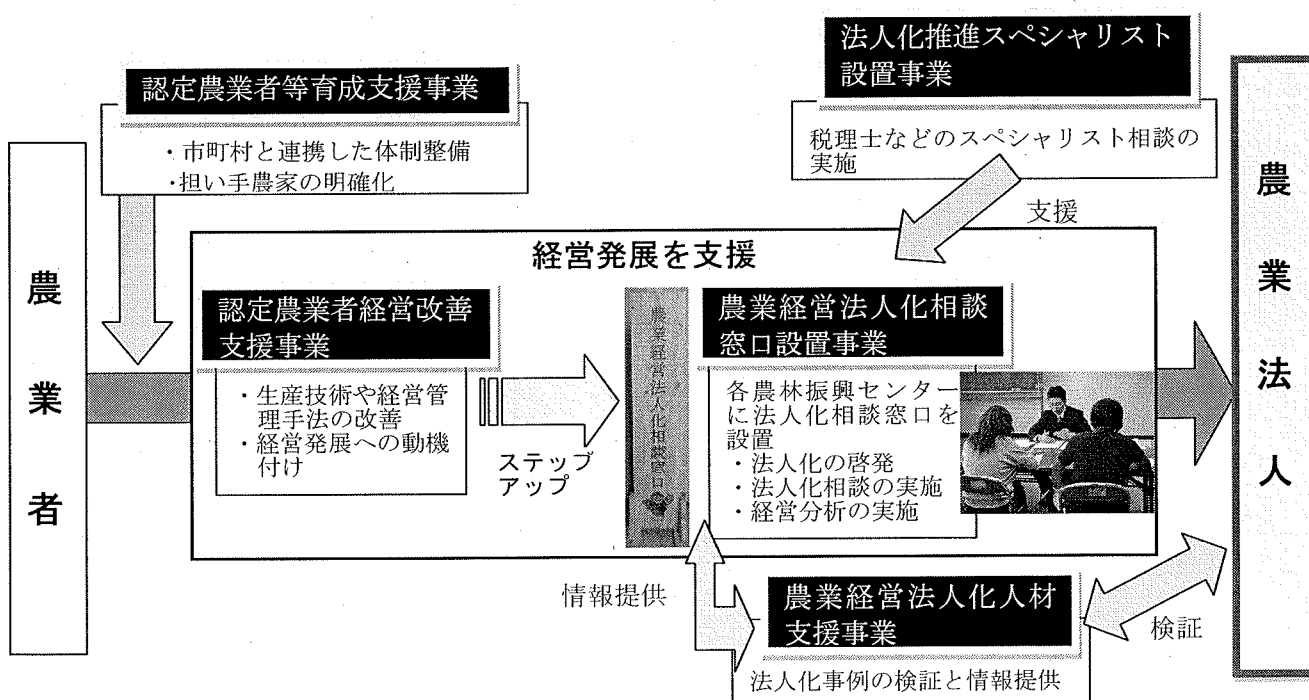 法人化推進スペシャリスト
設置事業
税理士などのスペシャリスト相談の
実施
認定農業者等育成支援事業
・市町村と連携した体制整備
・担い手農家の明確化
支援
農業者
経営発展を支援
認定農業者経営改善
支援事業
・生産技術や経営管
理手法の改善
・経営発展への動機
付け
ステップ
アップ
農業経営法人化相談窓口
農業経営法人化相談
窓口設置事業
各農林振興センター
に法人化相談窓口を
設置
・法人化の啓発
・法人化相談の実施
・経営分析の実施
農業法人
情報提供
農業経営法人化人材
支援事業
法人化事例の検証と情報提供
検証